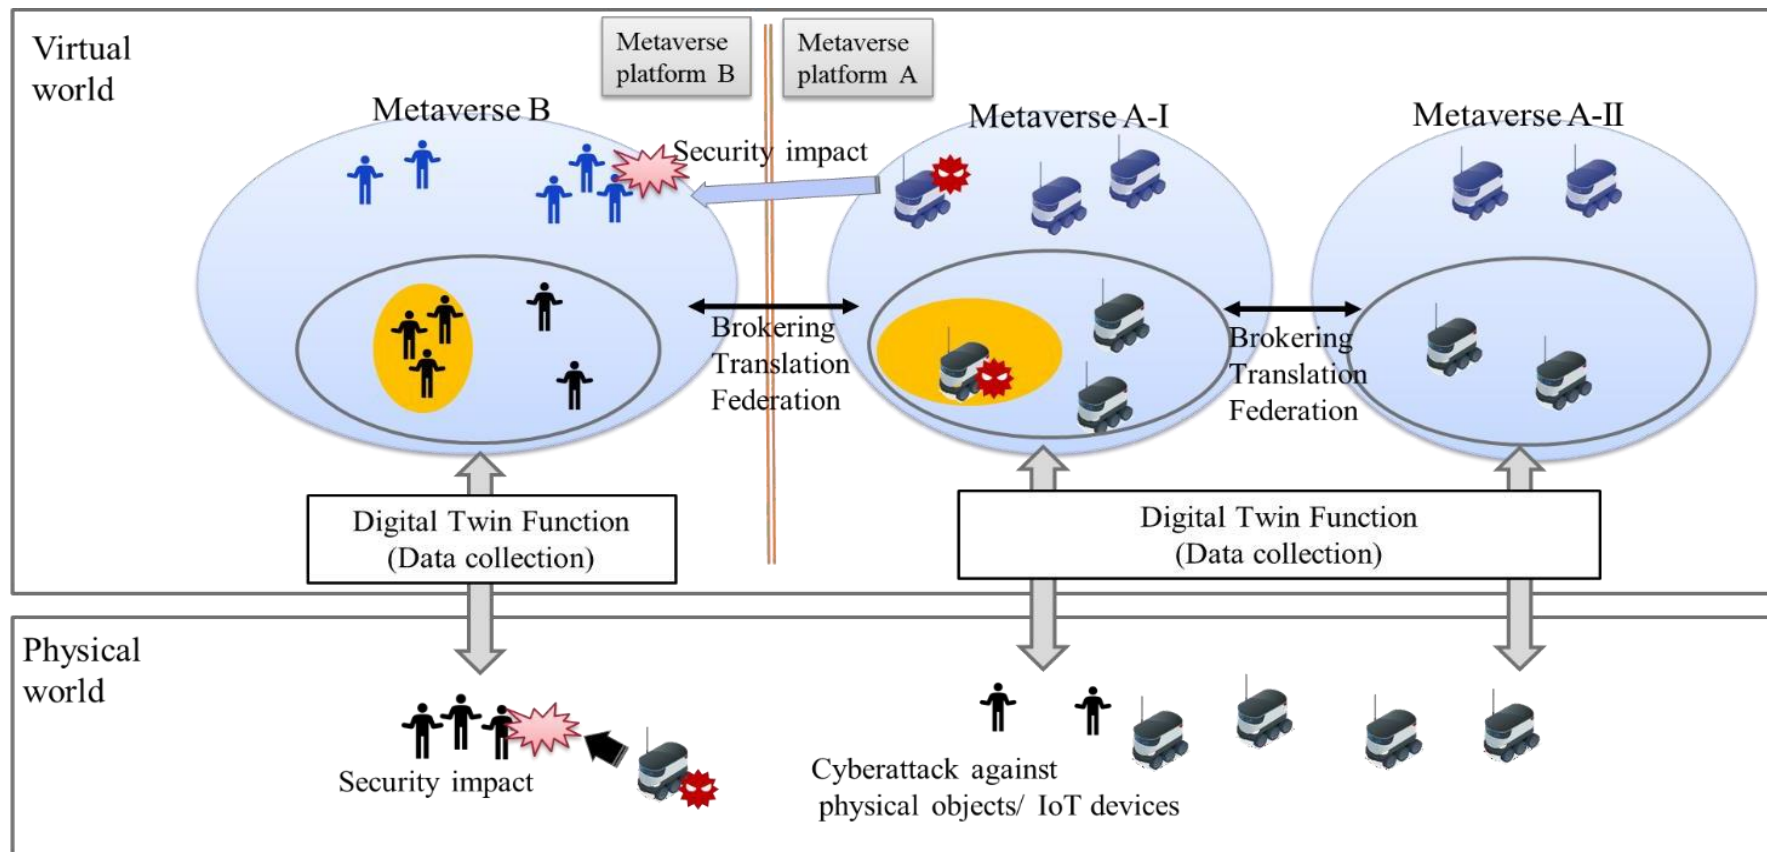 Virtual
world
Metaverse
platform B
Metaverse
platform A
Metaverse B
Metaverse A-I
Metaverse A-II
Security impact
Brokering
Translation
Federation
Brokering
Translation
Federation
Digital Twin Function
(Data collection)
Digital Twin Function
(Data collection)
Physical
world
Security impact
Cyberattack against
physical objects/ IoT devices